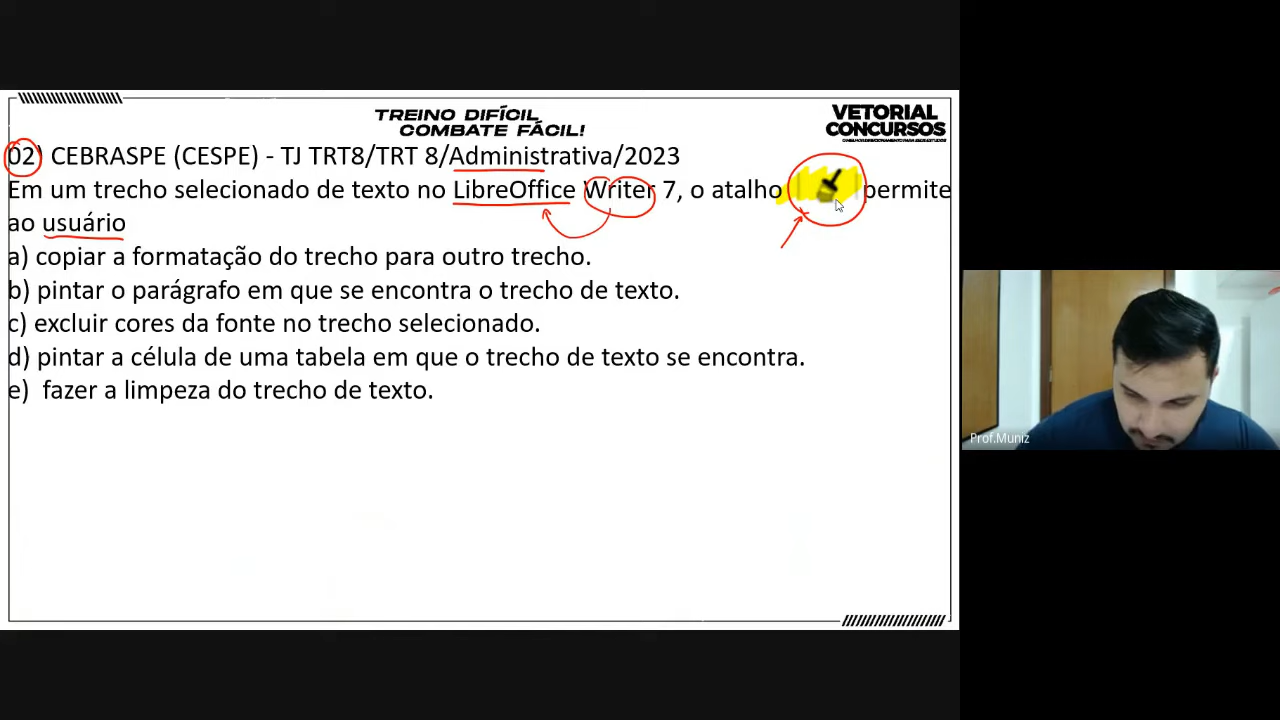 TREINO DIFÍCIL
COMBATE FÁCIL!
VETORIAL
CONCURSOS
02) CEBRASPE (CESPE) - TJ TRT8/TRT 8/Administrativa/2023
Em um trecho selecionado de texto no LibreOffice Writer 7, o atalho permite
ao usuário
a) copiar a formatação do trecho para outro trecho.
b) pintar o parágrafo em que se encontra o trecho de texto.
c) excluir cores da fonte no trecho selecionado.
d) pintar a célula de uma tabela em que o trecho de texto se encontra.
e) fazer a limpeza do trecho de texto.
Prof.Muniz